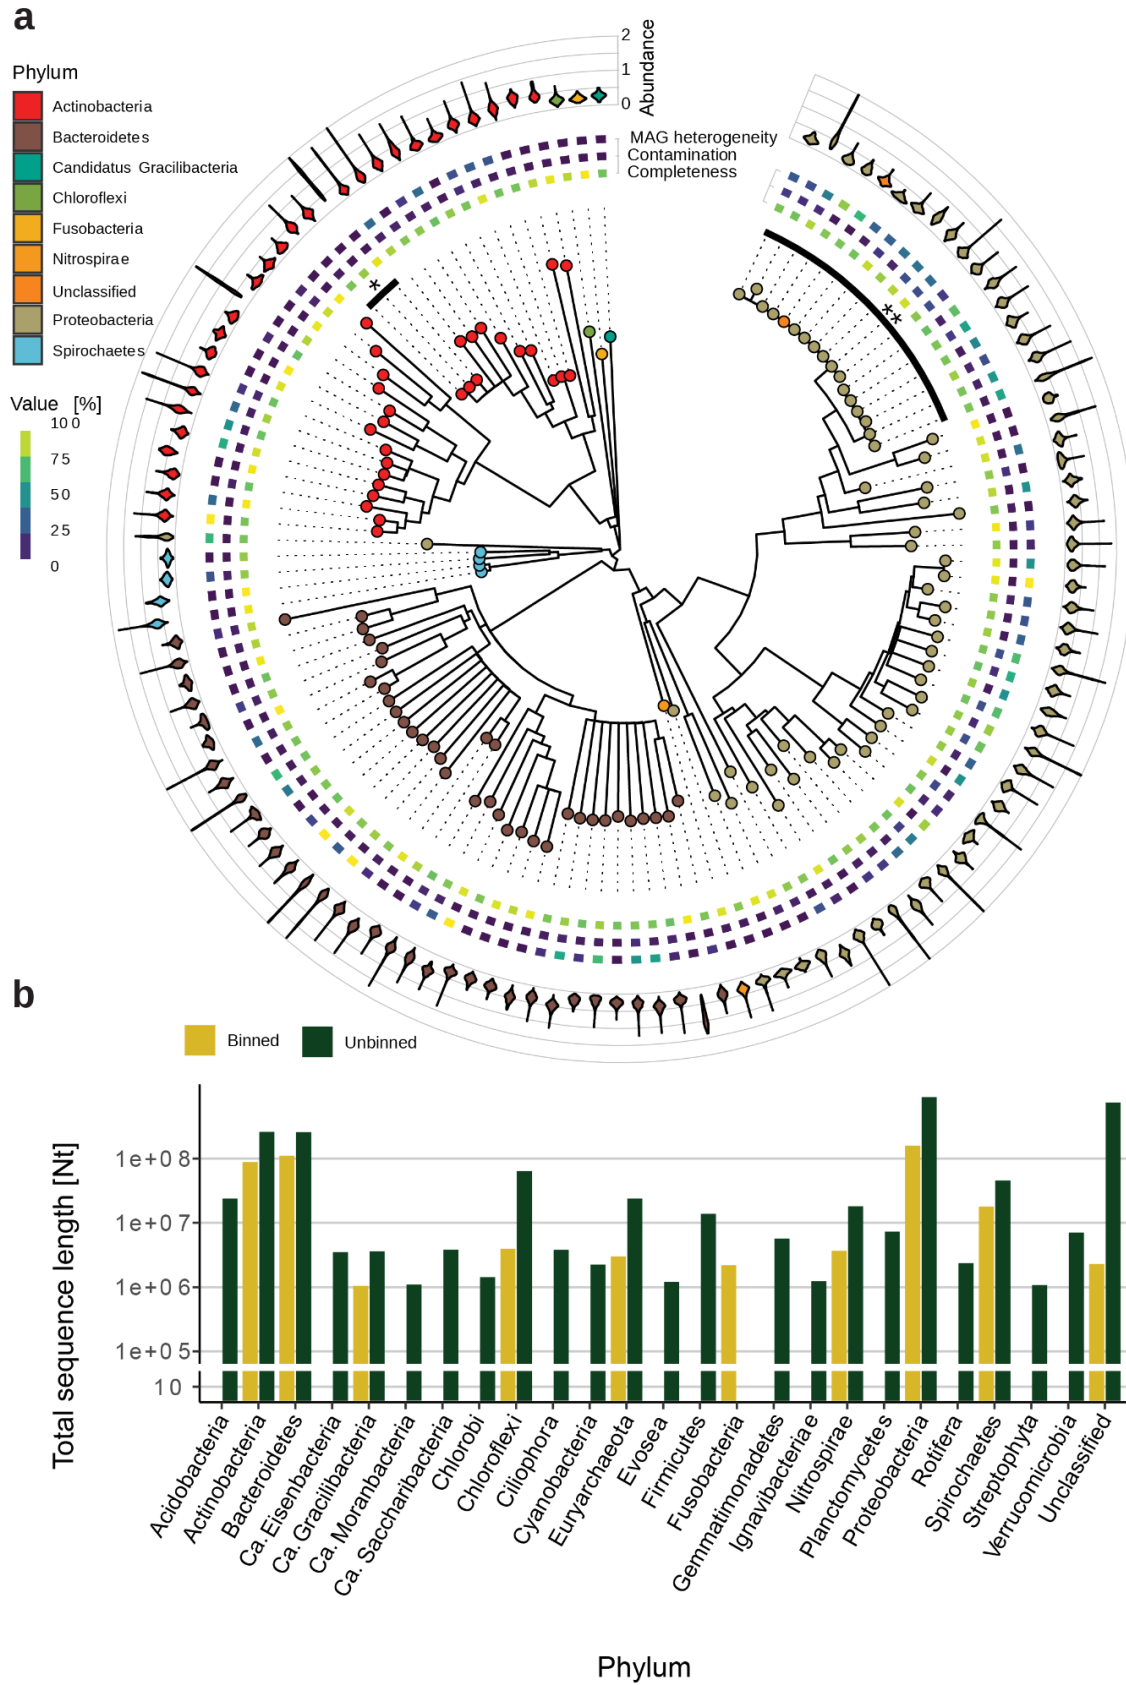 a
Phylum
Actinobacteria
Bacteroidetes
Candidatus Gracilibacteria
Chloroflexi
Fusobacteria
Nitrospirae
Unclassified
Proteobacteria
Spirochaetes
Value [%]
100
75
50
25
0
2
1
0
Abundance
MAG heterogeneity
Contamination
Completeness
*
**
b
Binned
Unbinned
Total sequence length [Nt]
1e+08
1e+07
1e+06
1e+05
10
Acidobacteria
Actinobacteria
Bacteroidetes
Ca. Eisenbacteria
Ca. Gracilibacteria
Ca. Moranbacteria
Ca. Saccharibacteria
Chlorobi
Chloroflexi
Ciliophora
Cyanobacteria
Euryarchaeota
Evosea
Firmicutes
Fusobacteria
Gemmatimonadetes
Ignavibacteriae
Nitrospirae
Planctomycetes
Proteobacteria
Rotifera
Spirochaetes
Streptophyta
Verrucomicrobia
Unclassified
Phylum